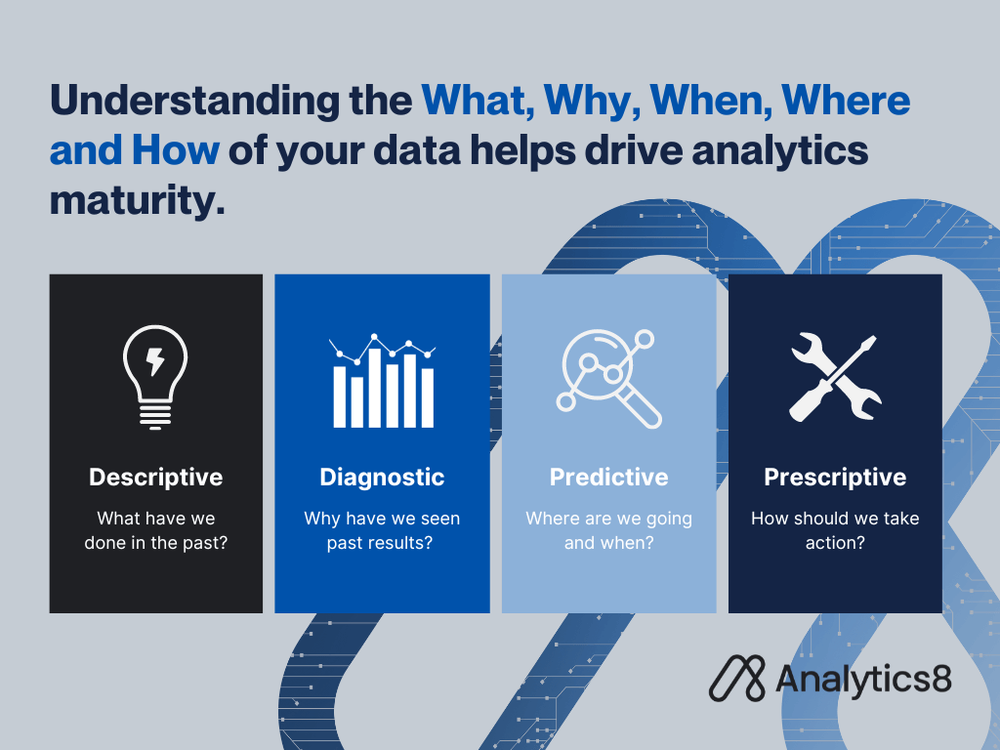 Understanding the What, Why, When, Where
and How of your data helps drive analytics
maturity.
Descriptive
What have we
done in the past?
Diagnostic
Why have we seen
past results?
Predictive
Where are we going
and when?
Prescriptive
How should we take
action?
Analytics8